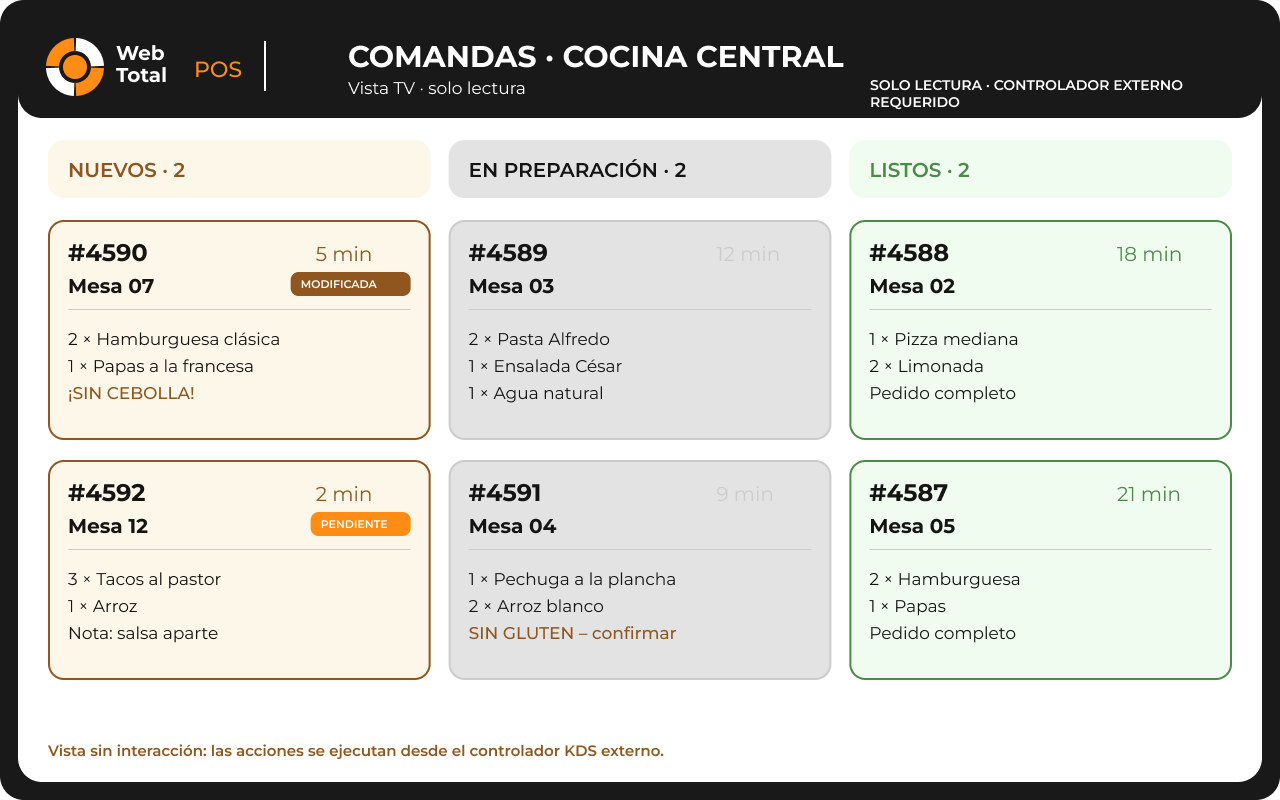 Web
Total
POS
COMANDAS · COCINA CENTRAL
Vista TV · solo lectura
SOLO LECTURA · CONTROLADOR EXTERNO
REQUERIDO
NUEVOS · 2
#4590
5 min
Mesa 07
MODIFICADA
2 × Hamburguesa clásica
1 × Papas a la francesa
¡SIN CEBOLLA!
#4592
2 min
Mesa 12
PENDIENTE
3 × Tacos al pastor
1 × Arroz
Nota: salsa aparte
EN PREPARACIÓN · 2
#4589
12 min
Mesa 03
2 × Pasta Alfredo
1 × Ensalada César
1 × Agua natural
#4591
9 min
Mesa 04
1 × Pechuga a la plancha
2 × Arroz blanco
SIN GLUTEN – confirmar
LISTOS · 2
#4588
18 min
Mesa 02
1 × Pizza mediana
2 × Limonada
Pedido completo
#4587
21 min
Mesa 05
2 × Hamburguesa
1 × Papas
Pedido completo
Vista sin interacción: las acciones se ejecutan desde el controlador KDS externo.